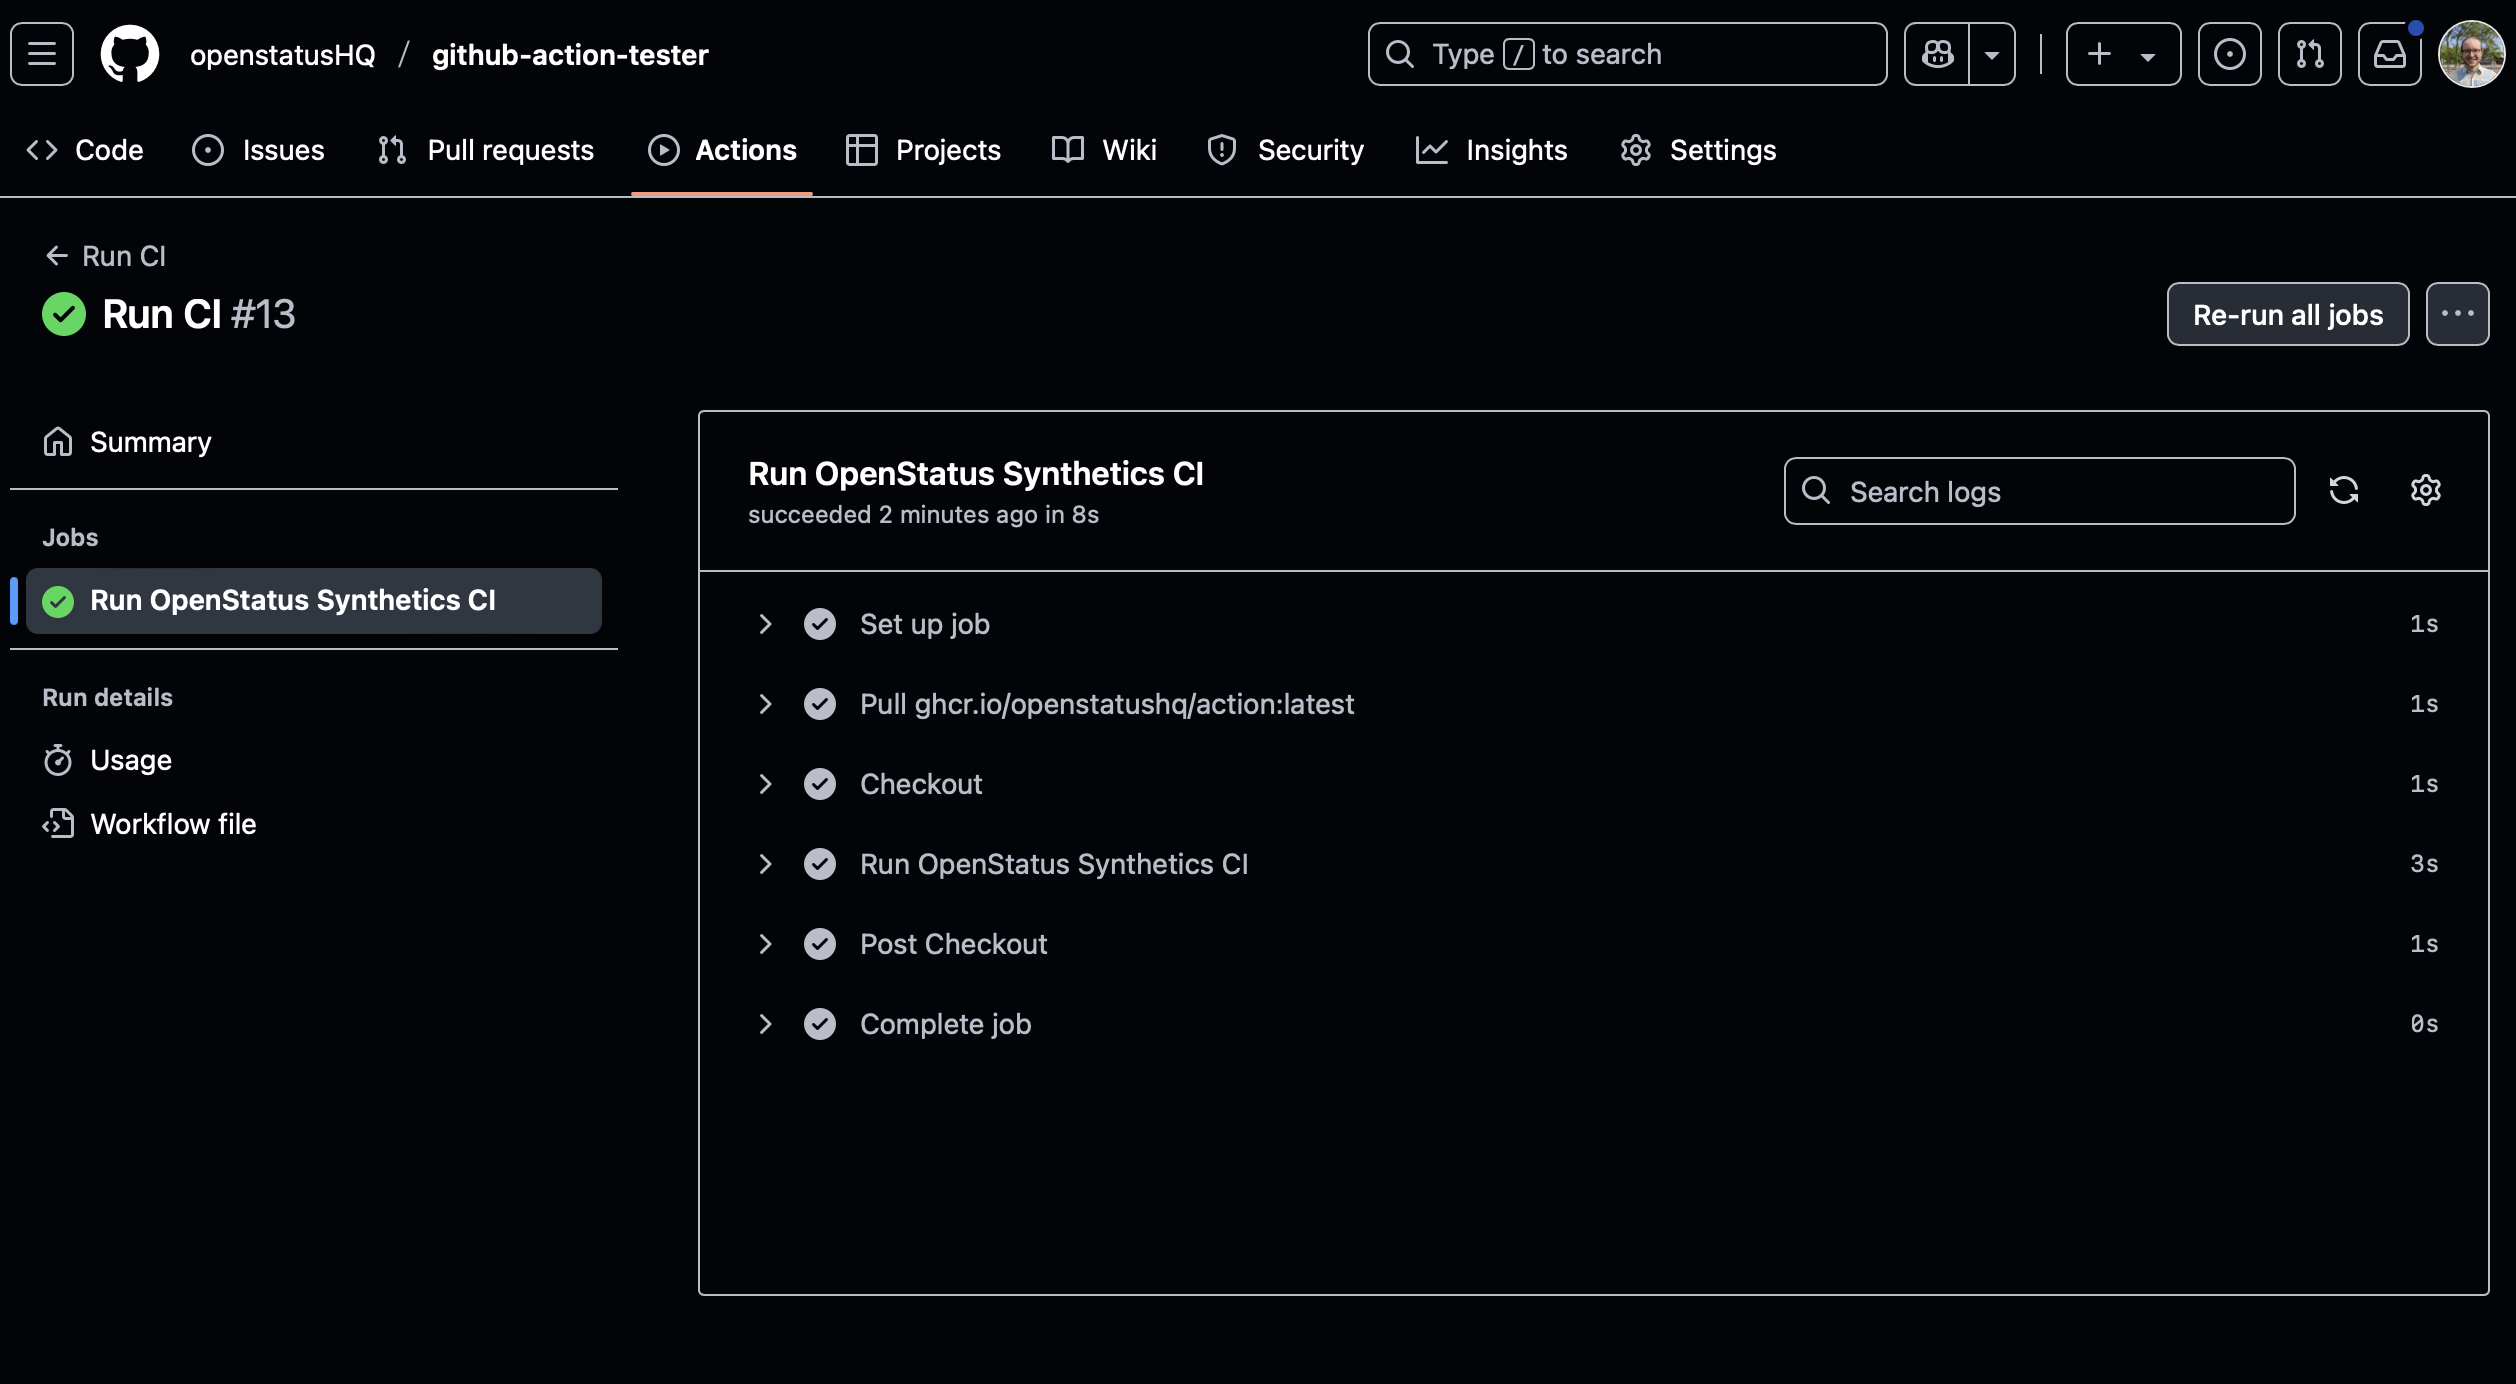 openstatusHQ / github-action-tester
Type / to search
Code Issues Pull requests Actions Projects Wiki Security Insights Settings
Run CI
Run CI #13
Re-run all jobs
Summary
Jobs
Run OpenStatus Synthetics CI
Run details
Usage
Workflow file
Run OpenStatus Synthetics CI
succeeded 2 minutes ago in 8s
Search logs
Set up job 1s
Pull ghcr.io/openstatushq/action:latest 1s
Checkout 1s
Run OpenStatus Synthetics CI 3s
Post Checkout 1s
Complete job 0s